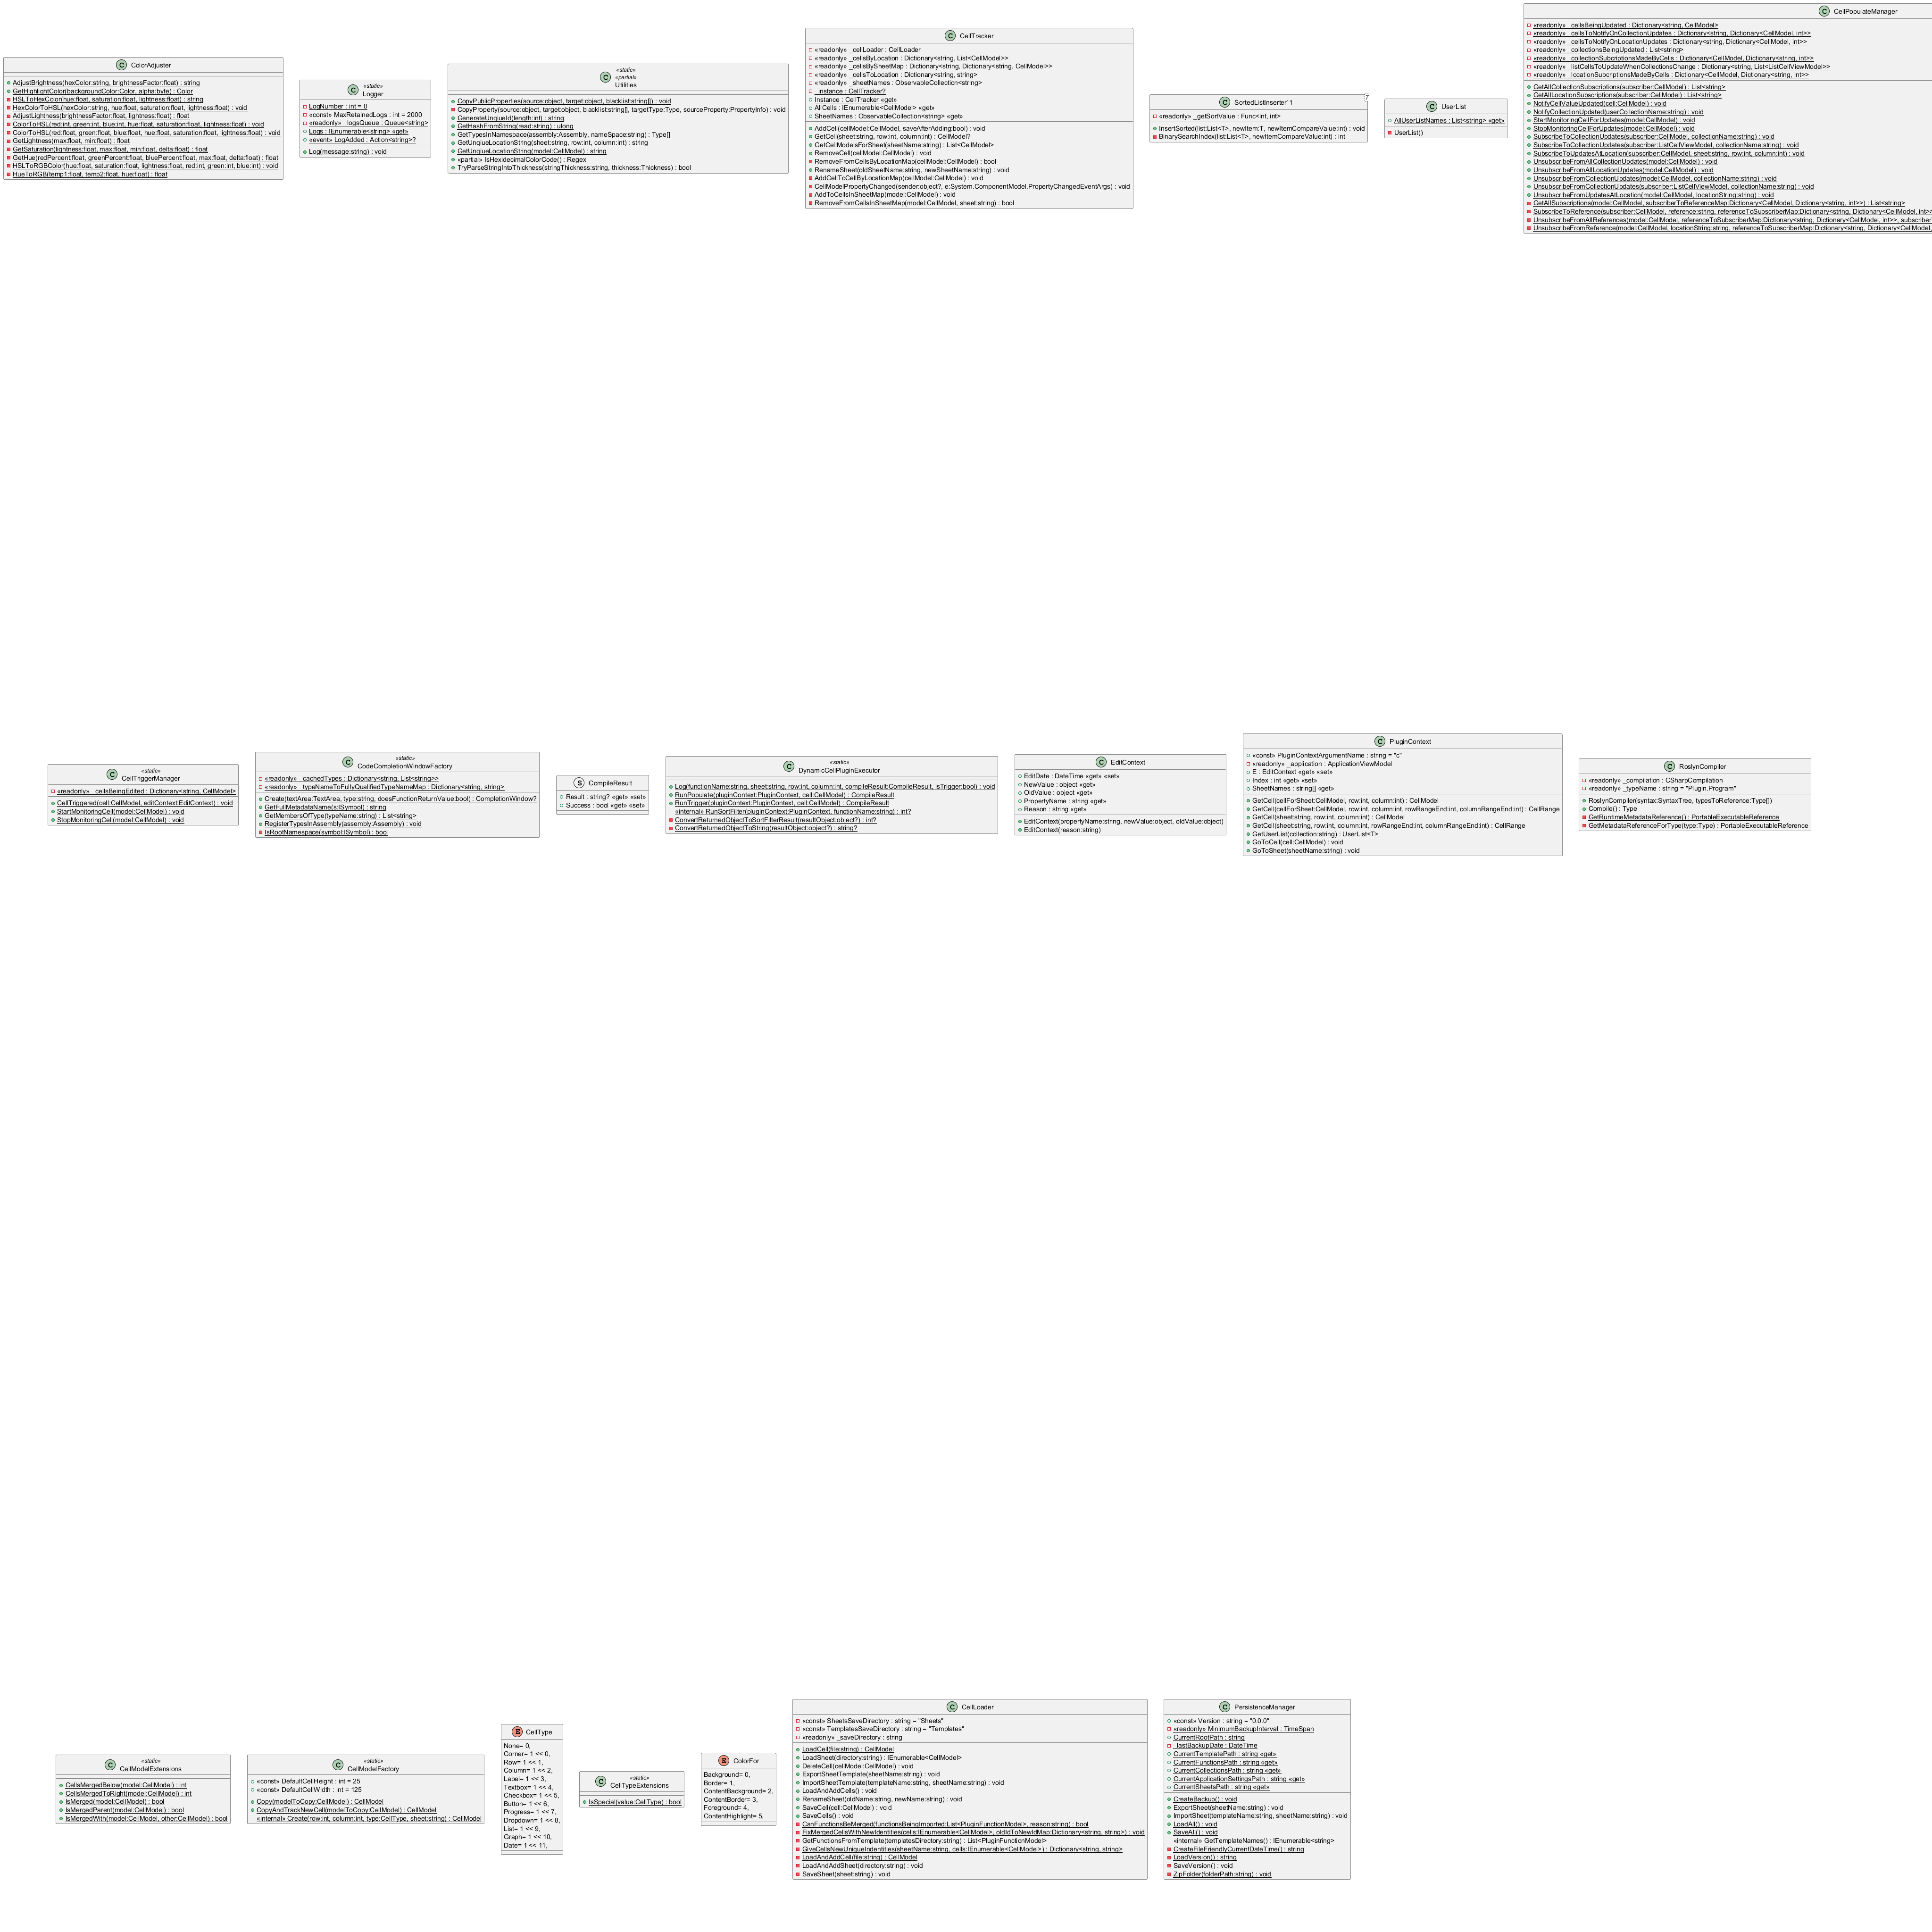 ColorAdjuster
AdjustBrightness(hexColor:string, brightnessFactor:float) : string
GetHighlightColor(backgroundColor:Color, alpha:byte) : Color
HSLToHexColor(hue:float, saturation:float, lightness:float) : string
HexColorToHSL(hexColor:string, hue:float, saturation:float, lightness:float) : void
AdjustLightness(brightnessFactor:float, lightness:float) : float
ColorToHSL(red:int, green:int, blue:int, hue:float, saturation:float, lightness:float) : void
ColorToHSL(red:float, green:float, blue:float, hue:float, saturation:float, lightness:float) : void
GetLightness(max:float, min:float) : float
GetSaturation(lightness:float, max:float, min:float, delta:float) : float
GetHue(redPercent:float, greenPercent:float, bluePercent:float, max:float, delta:float) : float
HSLToRGBColor(hue:float, saturation:float, lightness:float, red:int, green:int, blue:int) : void
HueToRGB(temp1:float, temp2:float, hue:float) : float
«static»
Logger
LogNumber : int = 0
«const» MaxRetainedLogs : int = 2000
«readonly» _logsQueue : Queue<string>
Logs : IEnumerable<string> «get»
«event» LogAdded : Action<string>?
Log(message:string) : void
«static»
«partial»
Utilities
CopyPublicProperties(source:object, target:object, blacklist:string[]) : void
CopyProperty(source:object, target:object, blacklist:string[], targetType:Type, sourceProperty:PropertyInfo) : void
GenerateUnqiueId(length:int) : string
GetHashFromString(read:string) : ulong
GetTypesInNamespace(assembly:Assembly, nameSpace:string) : Type[]
GetUnqiueLocationString(sheet:string, row:int, column:int) : string
GetUnqiueLocationString(model:CellModel) : string
«partial» IsHexidecimalColorCode() : Regex
TryParseStringIntoThickness(stringThickness:string, thickness:Thickness) : bool
CellTracker
«readonly» _cellLoader : CellLoader
«readonly» _cellsByLocation : Dictionary<string, List<CellModel>>
«readonly» _cellsBySheetMap : Dictionary<string, Dictionary<string, CellModel>>
«readonly» _cellsToLocation : Dictionary<string, string>
«readonly» _sheetNames : ObservableCollection<string>
_instance : CellTracker?
Instance : CellTracker «get»
AllCells : IEnumerable<CellModel> «get»
SheetNames : ObservableCollection<string> «get»
AddCell(cellModel:CellModel, saveAfterAdding:bool) : void
GetCell(sheet:string, row:int, column:int) : CellModel?
GetCellModelsForSheet(sheetName:string) : List<CellModel>
RemoveCell(cellModel:CellModel) : void
RemoveFromCellsByLocationMap(cellModel:CellModel) : bool
RenameSheet(oldSheetName:string, newSheetName:string) : void
AddCellToCellByLocationMap(cellModel:CellModel) : void
CellModelPropertyChanged(sender:object?, e:System.ComponentModel.PropertyChangedEventArgs) : void
AddToCellsInSheetMap(model:CellModel) : void
RemoveFromCellsInSheetMap(model:CellModel, sheet:string) : bool
SortedListInserter`1
T
«readonly» _getSortValue : Func<int, int>
InsertSorted(list:List<T>, newItem:T, newItemCompareValue:int) : void
BinarySearchIndex(list:List<T>, newItemCompareValue:int) : int
UserList
AllUserListNames : List<string> «get»
UserList()
CellPopulateManager
«readonly» _cellsBeingUpdated : Dictionary<string, CellModel>
«readonly» _cellsToNotifyOnCollectionUpdates : Dictionary<string, Dictionary<CellModel, int>>
«readonly» _cellsToNotifyOnLocationUpdates : Dictionary<string, Dictionary<CellModel, int>>
«readonly» _collectionsBeingUpdated : List<string>
«readonly» _collectionSubcriptionsMadeByCells : Dictionary<CellModel, Dictionary<string, int>>
«readonly» _listCellsToUpdateWhenCollectionsChange : Dictionary<string, List<ListCellViewModel>>
«readonly» _locationSubcriptionsMadeByCells : Dictionary<CellModel, Dictionary<string, int>>
GetAllCollectionSubscriptions(subscriber:CellModel) : List<string>
GetAllLocationSubscriptions(subscriber:CellModel) : List<string>
NotifyCellValueUpdated(cell:CellModel) : void
NotifyCollectionUpdated(userCollectionName:string) : void
StartMonitoringCellForUpdates(model:CellModel) : void
StopMonitoringCellForUpdates(model:CellModel) : void
SubscribeToCollectionUpdates(subscriber:CellModel, collectionName:string) : void
SubscribeToCollectionUpdates(subscriber:ListCellViewModel, collectionName:string) : void
SubscribeToUpdatesAtLocation(subscriber:CellModel, sheet:string, row:int, column:int) : void
UnsubscribeFromAllCollectionUpdates(model:CellModel) : void
UnsubscribeFromAllLocationUpdates(model:CellModel) : void
UnsubscribeFromCollectionUpdates(model:CellModel, collectionName:string) : void
UnsubscribeFromCollectionUpdates(subscriber:ListCellViewModel, collectionName:string) : void
UnsubscribeFromUpdatesAtLocation(model:CellModel, locationString:string) : void
GetAllSubscriptions(model:CellModel, subscriberToReferenceMap:Dictionary<CellModel, Dictionary<string, int>>) : List<string>
SubscribeToReference(subscriber:CellModel, reference:string, referenceToSubscriberMap:Dictionary<string, Dictionary<CellModel, int>>
UnsubscribeFromAllReferences(model:CellModel, referenceToSubscriberMap:Dictionary<string, Dictionary<CellModel, int>>, subscriber
UnsubscribeFromReference(model:CellModel, locationString:string, referenceToSubscriberMap:Dictionary<string, Dictionary<CellModel,
«static»
CellTriggerManager
«readonly» _cellsBeingEdited : Dictionary<string, CellModel>
CellTriggered(cell:CellModel, editContext:EditContext) : void
StartMonitoringCell(model:CellModel) : void
StopMonitoringCell(model:CellModel) : void
«static»
CodeCompletionWindowFactory
«readonly» _cachedTypes : Dictionary<string, List<string>>
«readonly» _typeNameToFullyQualifiedTypeNameMap : Dictionary<string, string>
Create(textArea:TextArea, type:string, doesFunctionReturnValue:bool) : CompletionWindow?
GetFullMetadataName(s:ISymbol) : string
GetMembersOfType(typeName:string) : List<string>
RegisterTypesInAssembly(assembly:Assembly) : void
IsRootNamespace(symbol:ISymbol) : bool
CompileResult
Result : string? «get» «set»
Success : bool «get» «set»
«static»
DynamicCellPluginExecutor
Log(functionName:string, sheet:string, row:int, column:int, compileResult:CompileResult, isTrigger:bool) : void
RunPopulate(pluginContext:PluginContext, cell:CellModel) : CompileResult
RunTrigger(pluginContext:PluginContext, cell:CellModel) : CompileResult
«internal» RunSortFilter(pluginContext:PluginContext, functionName:string) : int?
ConvertReturnedObjectToSortFilterResult(resultObject:object?) : int?
ConvertReturnedObjectToString(resultObject:object?) : string?
EditContext
EditDate : DateTime «get» «set»
NewValue : object «get»
OldValue : object «get»
PropertyName : string «get»
Reason : string «get»
EditContext(propertyName:string, newValue:object, oldValue:object)
EditContext(reason:string)
PluginContext
«const» PluginContextArgumentName : string = "c"
«readonly» _application : ApplicationViewModel
E : EditContext «get» «set»
Index : int «get» «set»
SheetNames : string[] «get»
GetCell(cellForSheet:CellModel, row:int, column:int) : CellModel
GetCell(cellForSheet:CellModel, row:int, column:int, rowRangeEnd:int, columnRangeEnd:int) : CellRange
GetCell(sheet:string, row:int, column:int) : CellModel
GetCell(sheet:string, row:int, column:int, rowRangeEnd:int, columnRangeEnd:int) : CellRange
GetUserList(collection:string) : UserList<T>
GoToCell(cell:CellModel) : void
GoToSheet(sheetName:string) : void
RoslynCompiler
«readonly» _compilation : CSharpCompilation
«readonly» _typeName : string = "Plugin.Program"
RoslynCompiler(syntax:SyntaxTree, typesToReference:Type[])
Compile() : Type
GetRuntimeMetadataReference() : PortableExecutableReference
GetMetadataReferenceForType(type:Type) : PortableExecutableReference
«static»
CellModelExtensions
CellsMergedBelow(model:CellModel) : int
CellsMergedToRight(model:CellModel) : int
IsMerged(model:CellModel) : bool
IsMergedParent(model:CellModel) : bool
IsMergedWith(model:CellModel, other:CellModel) : bool
«static»
CellModelFactory
«const» DefaultCellHeight : int = 25
«const» DefaultCellWidth : int = 125
Copy(modelToCopy:CellModel) : CellModel
CopyAndTrackNewCell(modelToCopy:CellModel) : CellModel
«internal» Create(row:int, column:int, type:CellType, sheet:string) : CellModel
CellType
None= 0,
Corner= 1 << 0,
Row= 1 << 1,
Column= 1 << 2,
Label= 1 << 3,
Textbox= 1 << 4,
Checkbox= 1 << 5,
Button= 1 << 6,
Progress= 1 << 7,
Dropdown= 1 << 8,
List= 1 << 9,
Graph= 1 << 10,
Date= 1 << 11,
«static»
CellTypeExtensions
IsSpecial(value:CellType) : bool
ColorFor
Background= 0,
Border= 1,
ContentBackground= 2,
ContentBorder= 3,
Foreground= 4,
ContentHighlight= 5,
CellLoader
«const» SheetsSaveDirectory : string = "Sheets"
«const» TemplatesSaveDirectory : string = "Templates"
«readonly» _saveDirectory : string
LoadCell(file:string) : CellModel
LoadSheet(directory:string) : IEnumerable<CellModel>
DeleteCell(cellModel:CellModel) : void
ExportSheetTemplate(sheetName:string) : void
ImportSheetTemplate(templateName:string, sheetName:string) : void
LoadAndAddCells() : void
RenameSheet(oldName:string, newName:string) : void
SaveCell(cell:CellModel) : void
SaveCells() : void
CanFunctionsBeMerged(functionsBeingImported:List<PluginFunctionModel>, reason:string) : bool
FixMergedCellsWithNewIdentities(cells:IEnumerable<CellModel>, oldIdToNewIdMap:Dictionary<string, string>) : void
GetFunctionsFromTemplate(templatesDirectory:string) : List<PluginFunctionModel>
GiveCellsNewUniqueIndentities(sheetName:string, cells:IEnumerable<CellModel>) : Dictionary<string, string>
LoadAndAddCell(file:string) : CellModel
LoadAndAddSheet(directory:string) : void
SaveSheet(sheet:string) : void
PersistenceManager
«const» Version : string = "0.0.0"
«readonly» MinimumBackupInterval : TimeSpan
CurrentRootPath : string
_lastBackupDate : DateTime
CurrentTemplatePath : string «get»
CurrentFunctionsPath : string «get»
CurrentCollectionsPath : string «get»
CurrentApplicationSettingsPath : string «get»
CurrentSheetsPath : string «get»
CreateBackup() : void
ExportSheet(sheetName:string) : void
ImportSheet(templateName:string, sheetName:string) : void
LoadAll() : void
SaveAll() : void
«internal» GetTemplateNames() : IEnumerable<string>
CreateFileFriendlyCurrentDateTime() : string
LoadVersion() : string
SaveVersion() : void
ZipFolder(folderPath:string) : void